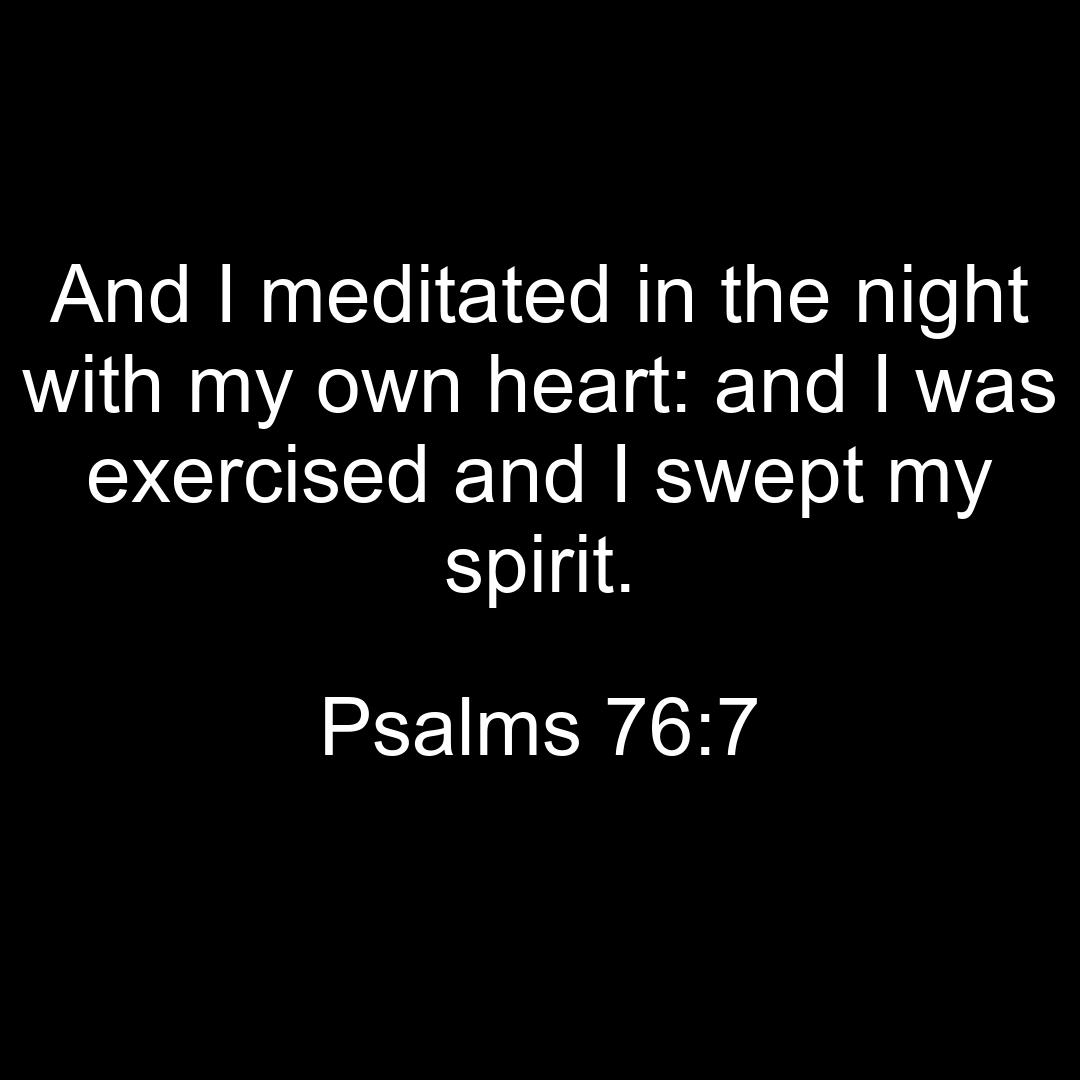 And I meditated in the night
with my own heart: and I was
exercised and I swept my
spirit.
Psalms 76:7